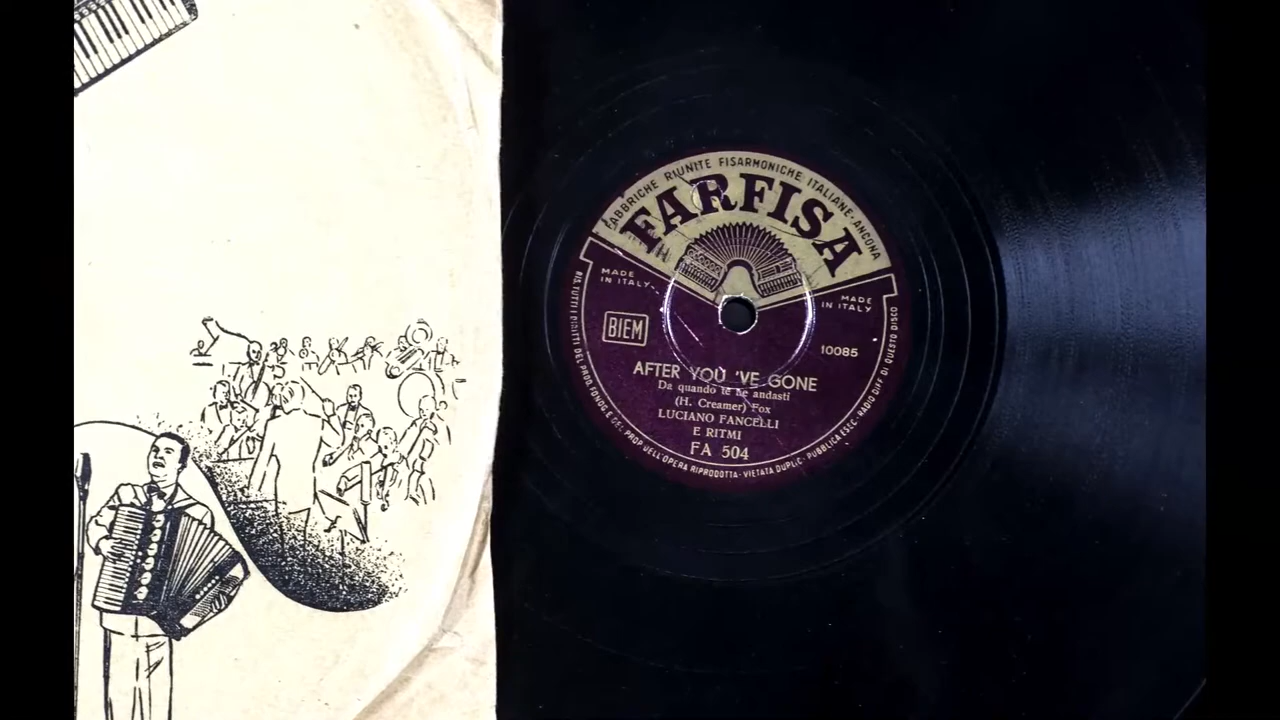 FABBRICHE RIUNITE FISARMONICHE ITALIANE · ANCONA
FARFISA
MADE
IN ITALY
MADE
IN ITALY
BIEM
10085
AFTER YOU 'VE GONE
Da quando te ne andasti
(H. Creamer) Fox
LUCIANO FANCELLI
E RITMI
FA 504
RIS. TUTTI I DIRITTI DEL PROD. FONOG. E DEL PROP DELL'OPERA RIPRODOTTA · VIETATA DUPLIC · PUBBLICA ESEC · RADIO DIFF DI QUESTO DISCO